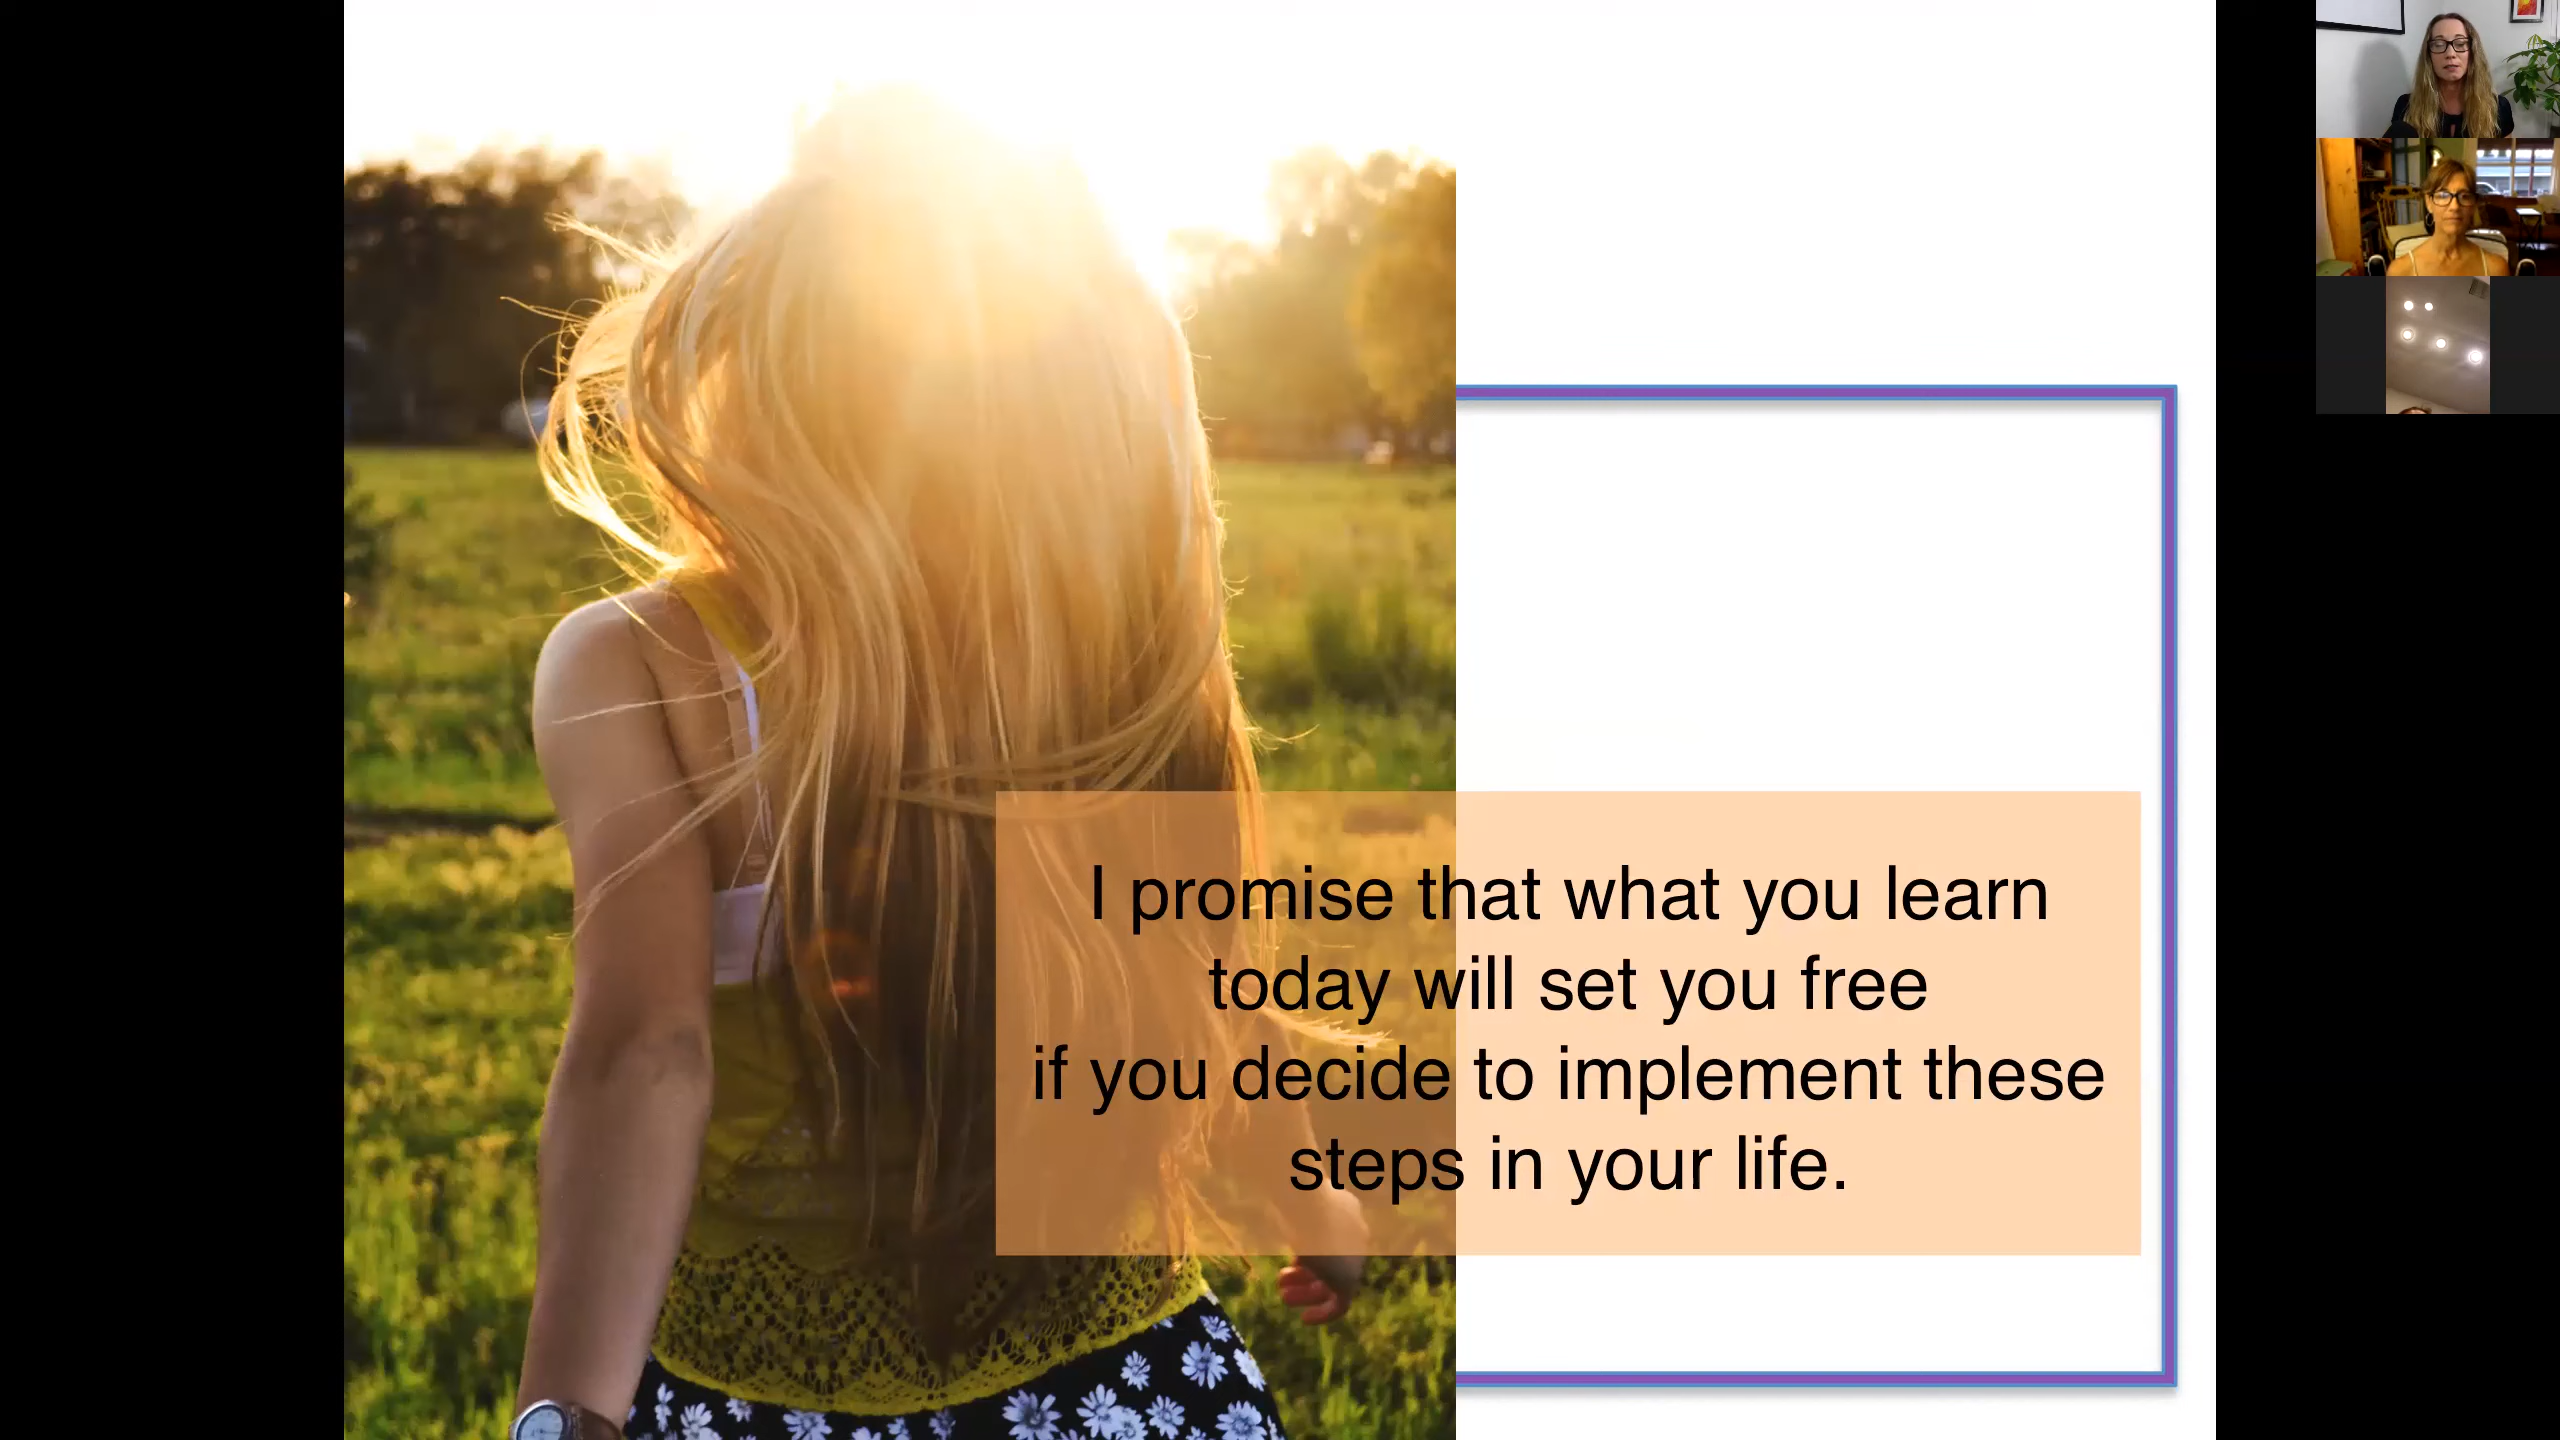 I promise that what you learn
today will set you free
if you decide to implement these
steps in your life.